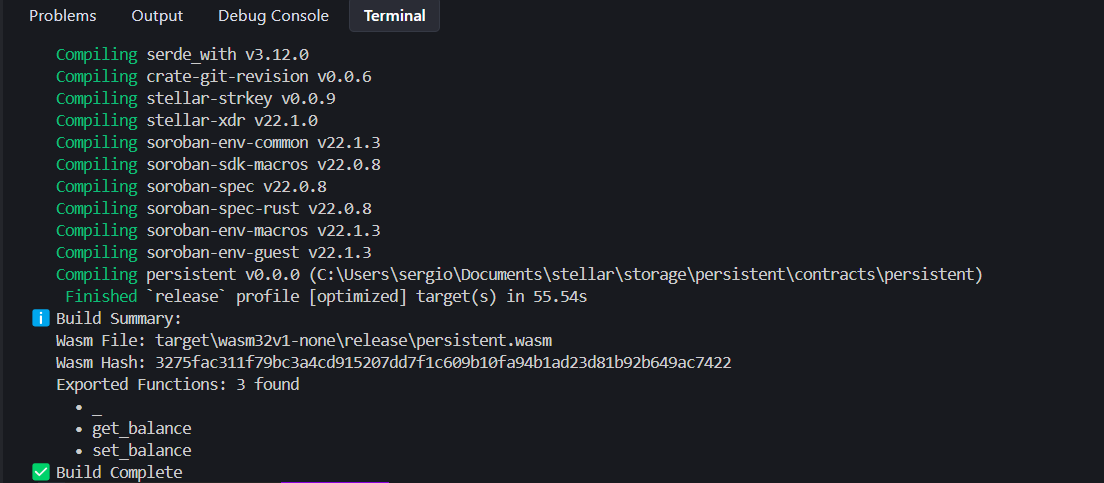 Problems Output Debug Console Terminal
Compiling serde_with v3.12.0
Compiling crate-git-revision v0.0.6
Compiling stellar-strkey v0.0.9
Compiling stellar-xdr v22.1.0
Compiling soroban-env-common v22.1.3
Compiling soroban-sdk-macros v22.0.8
Compiling soroban-spec v22.0.8
Compiling soroban-spec-rust v22.0.8
Compiling soroban-env-macros v22.1.3
Compiling soroban-env-guest v22.1.3
Compiling persistent v0.0.0 (C:\Users\sergio\Documents\stellar\storage\persistent\contracts\persistent)
Finished `release` profile [optimized] target(s) in 55.54s
ℹ️ Build Summary:
Wasm File: target\wasm32v1-none\release\persistent.wasm
Wasm Hash: 3275fac311f79bc3a4cd915207dd7f1c609b10fa94b1ad23d81b92b649ac7422
Exported Functions: 3 found
• _
• get_balance
• set_balance
✅ Build Complete